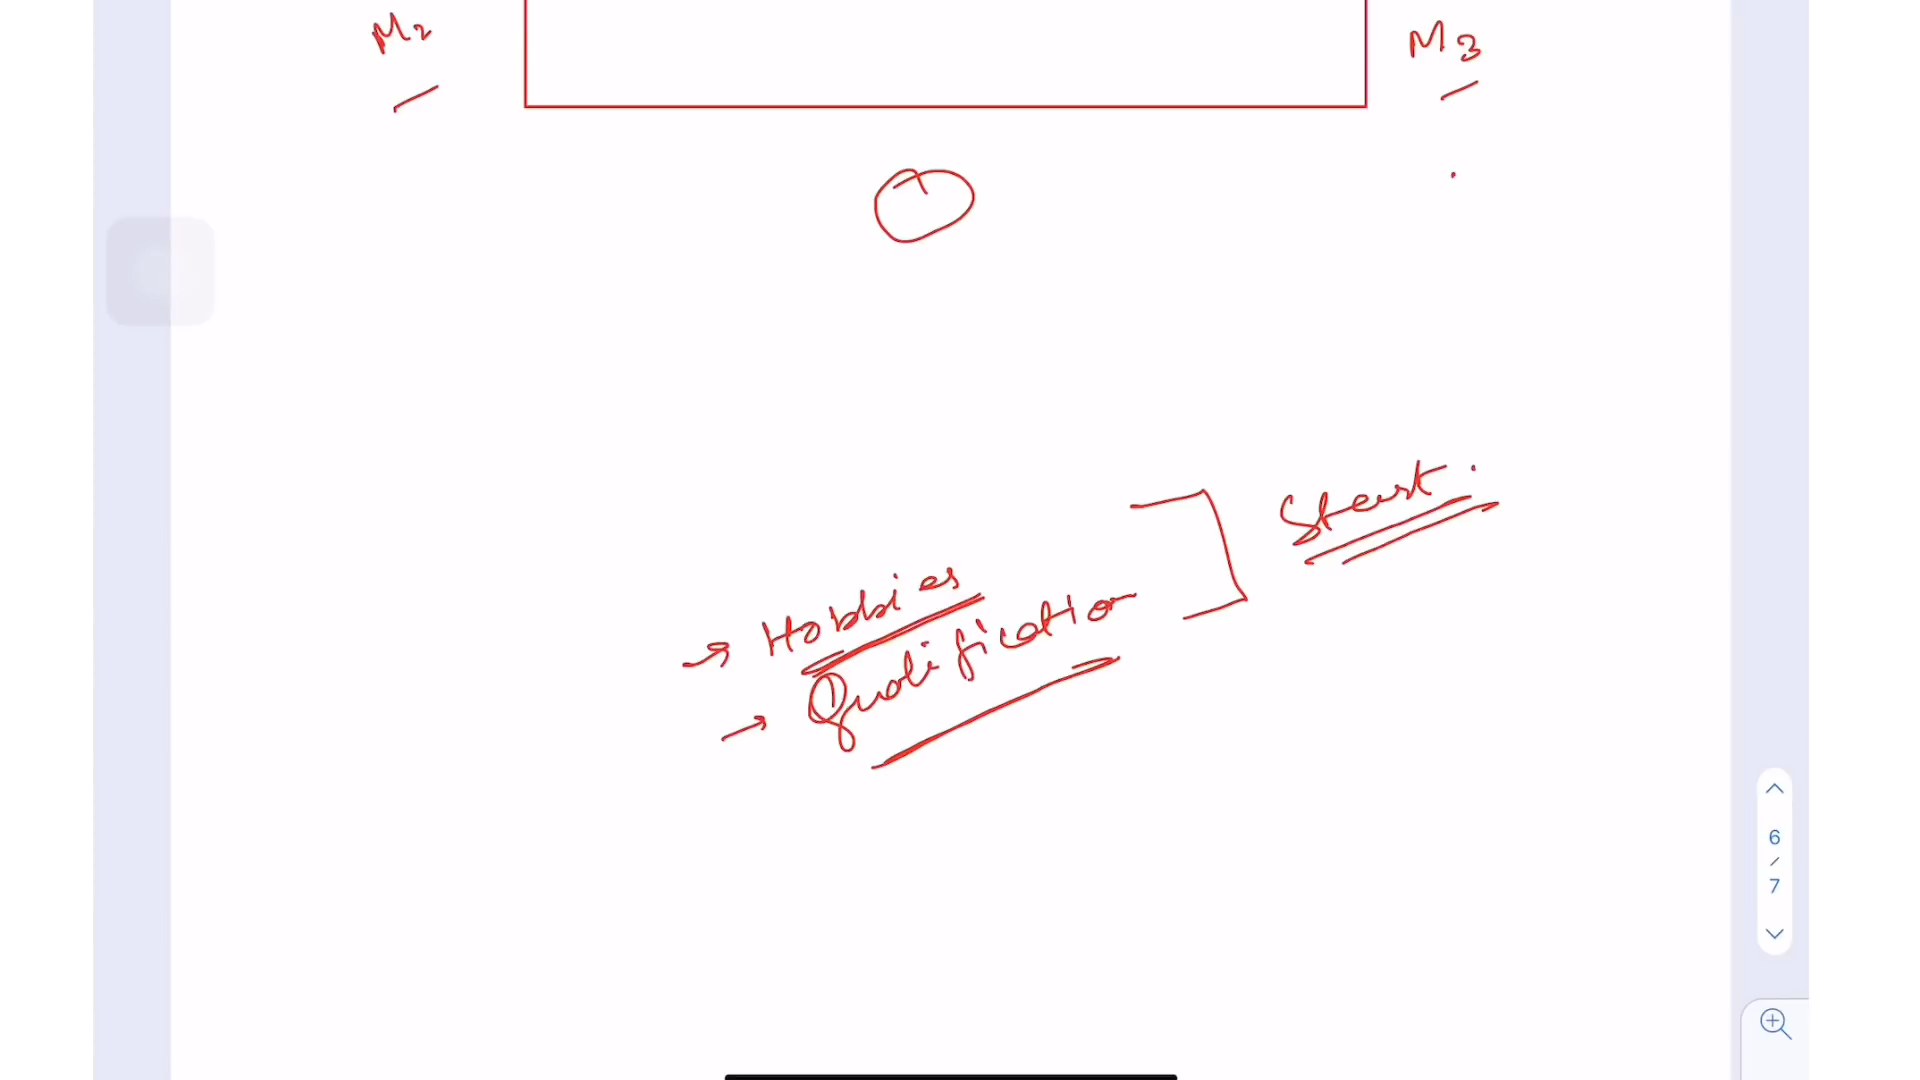 M2
M3
Start.
→ Hobbies
→ Qualification
6
/
7